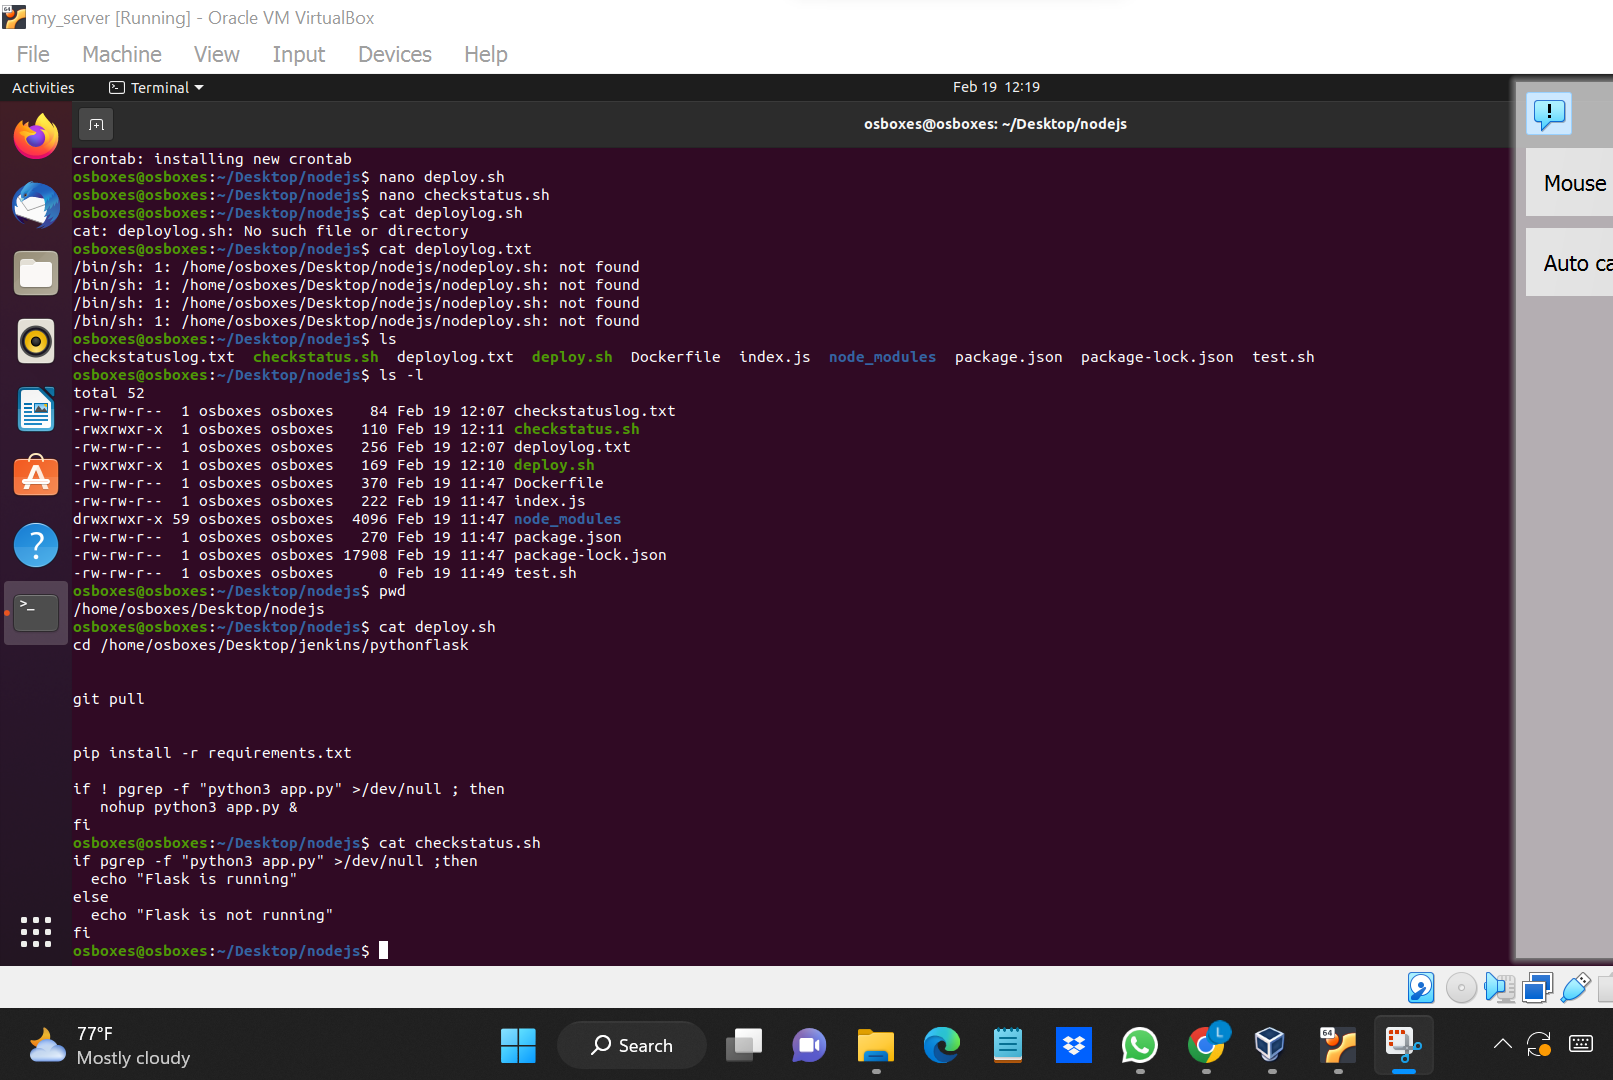 my_server [Running] - Oracle VM VirtualBox
File Machine View Input Devices Help
Activities Terminal Feb 19 12:19
osboxes@osboxes: ~/Desktop/nodejs
crontab: installing new crontab
osboxes@osboxes:~/Desktop/nodejs$ nano deploy.sh
osboxes@osboxes:~/Desktop/nodejs$ nano checkstatus.sh
osboxes@osboxes:~/Desktop/nodejs$ cat deploylog.sh
cat: deploylog.sh: No such file or directory
osboxes@osboxes:~/Desktop/nodejs$ cat deploylog.txt
/bin/sh: 1: /home/osboxes/Desktop/nodejs/nodeploy.sh: not found
/bin/sh: 1: /home/osboxes/Desktop/nodejs/nodeploy.sh: not found
/bin/sh: 1: /home/osboxes/Desktop/nodejs/nodeploy.sh: not found
/bin/sh: 1: /home/osboxes/Desktop/nodejs/nodeploy.sh: not found
osboxes@osboxes:~/Desktop/nodejs$ ls
checkstatuslog.txt checkstatus.sh deploylog.txt deploy.sh Dockerfile index.js node_modules package.json package-lock.json test.sh
osboxes@osboxes:~/Desktop/nodejs$ ls -l
total 52
-rw-rw-r-- 1 osboxes osboxes 84 Feb 19 12:07 checkstatuslog.txt
-rwxrwxr-x 1 osboxes osboxes 110 Feb 19 12:11 checkstatus.sh
-rw-rw-r-- 1 osboxes osboxes 256 Feb 19 12:07 deploylog.txt
-rwxrwxr-x 1 osboxes osboxes 169 Feb 19 12:10 deploy.sh
-rw-rw-r-- 1 osboxes osboxes 370 Feb 19 11:47 Dockerfile
-rw-rw-r-- 1 osboxes osboxes 222 Feb 19 11:47 index.js
drwxrwxr-x 59 osboxes osboxes 4096 Feb 19 11:47 node_modules
-rw-rw-r-- 1 osboxes osboxes 270 Feb 19 11:47 package.json
-rw-rw-r-- 1 osboxes osboxes 17908 Feb 19 11:47 package-lock.json
-rw-rw-r-- 1 osboxes osboxes 0 Feb 19 11:49 test.sh
osboxes@osboxes:~/Desktop/nodejs$ pwd
/home/osboxes/Desktop/nodejs
osboxes@osboxes:~/Desktop/nodejs$ cat deploy.sh
cd /home/osboxes/Desktop/jenkins/pythonflask
git pull
pip install -r requirements.txt
if ! pgrep -f "python3 app.py" >/dev/null ; then
nohup python3 app.py &
fi
osboxes@osboxes:~/Desktop/nodejs$ cat checkstatus.sh
if pgrep -f "python3 app.py" >/dev/null ;then
echo "Flask is running"
else
echo "Flask is not running"
fi
osboxes@osboxes:~/Desktop/nodejs$
Mouse
Auto ca
77°F
Mostly cloudy
Search
L
64